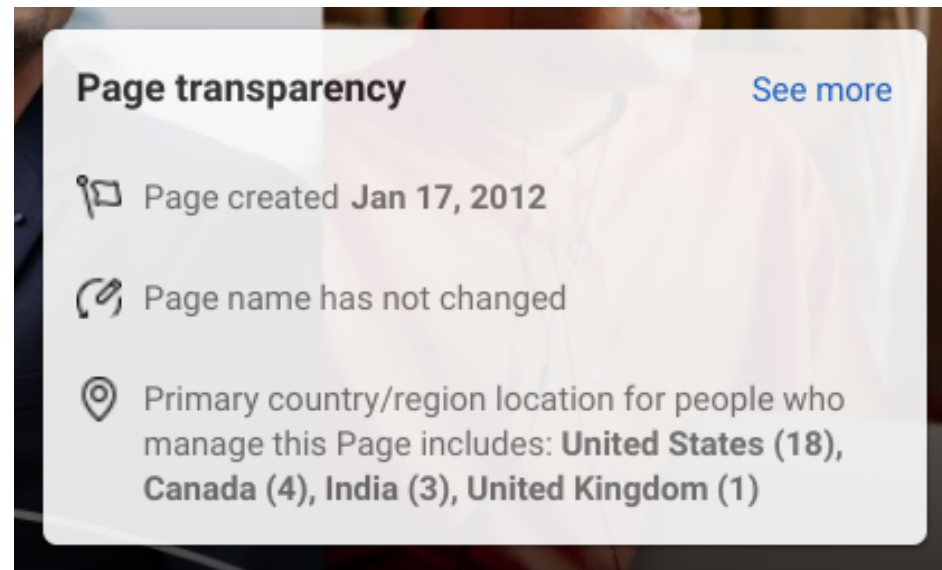 Page transparency
See more
Page created Jan 17, 2012
Page name has not changed
Primary country/region location for people who
manage this Page includes: United States (18),
Canada (4), India (3), United Kingdom (1)